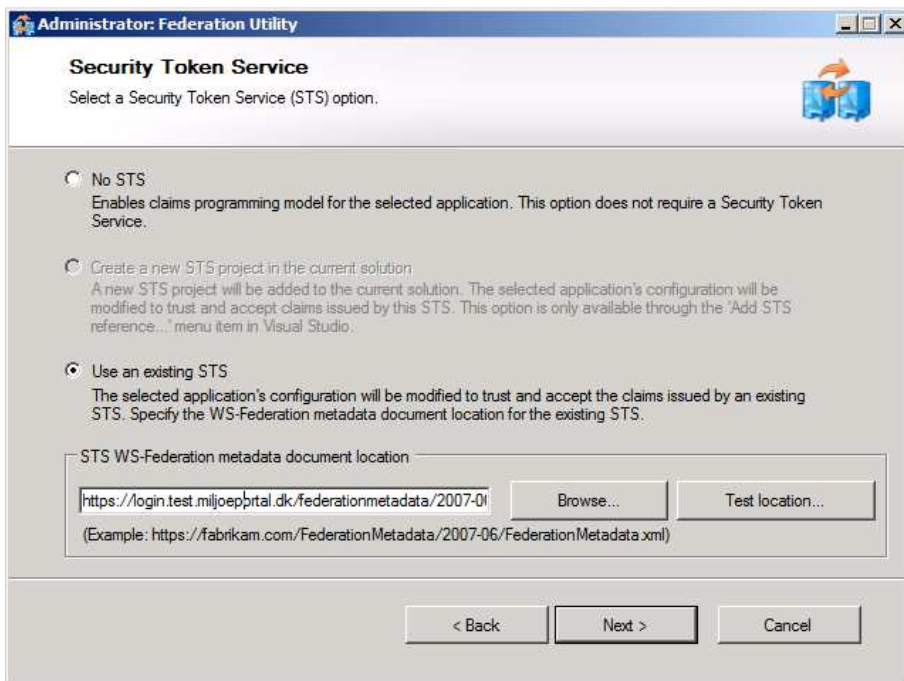 Administrator: Federation Utility
Security Token Service
Select a Security Token Service (STS) option.
No STS
Enables claims programming model for the selected application. This option does not require a Security Token
Service.
Create a new STS project in the current solution
A new STS project will be added to the current solution. The selected application's configuration will be
modified to trust and accept claims issued by this STS. This option is only available through the 'Add STS
reference...' menu item in Visual Studio.
Use an existing STS
The selected application's configuration will be modified to trust and accept the claims issued by an existing
STS. Specify the WS-Federation metadata document location for the existing STS.
STS WS-Federation metadata document location
https://login.test.miljoeportal.dk/federationmetadata/2007-0
Browse...
Test location...
(Example: https://fabrikam.com/FederationMetadata/2007-06/FederationMetadata.xml)
< Back
Next >
Cancel